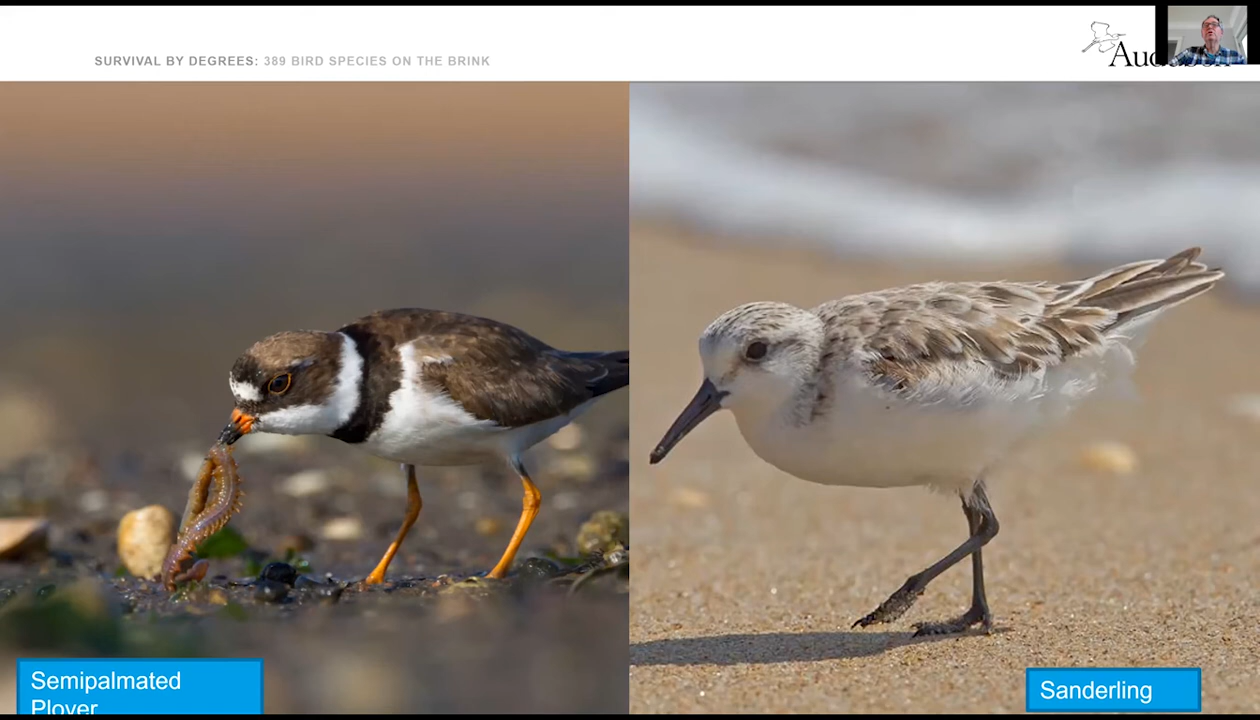 SURVIVAL BY DEGREES: 389 BIRD SPECIES ON THE BRINK
Semipalmated
Plover
Sanderling